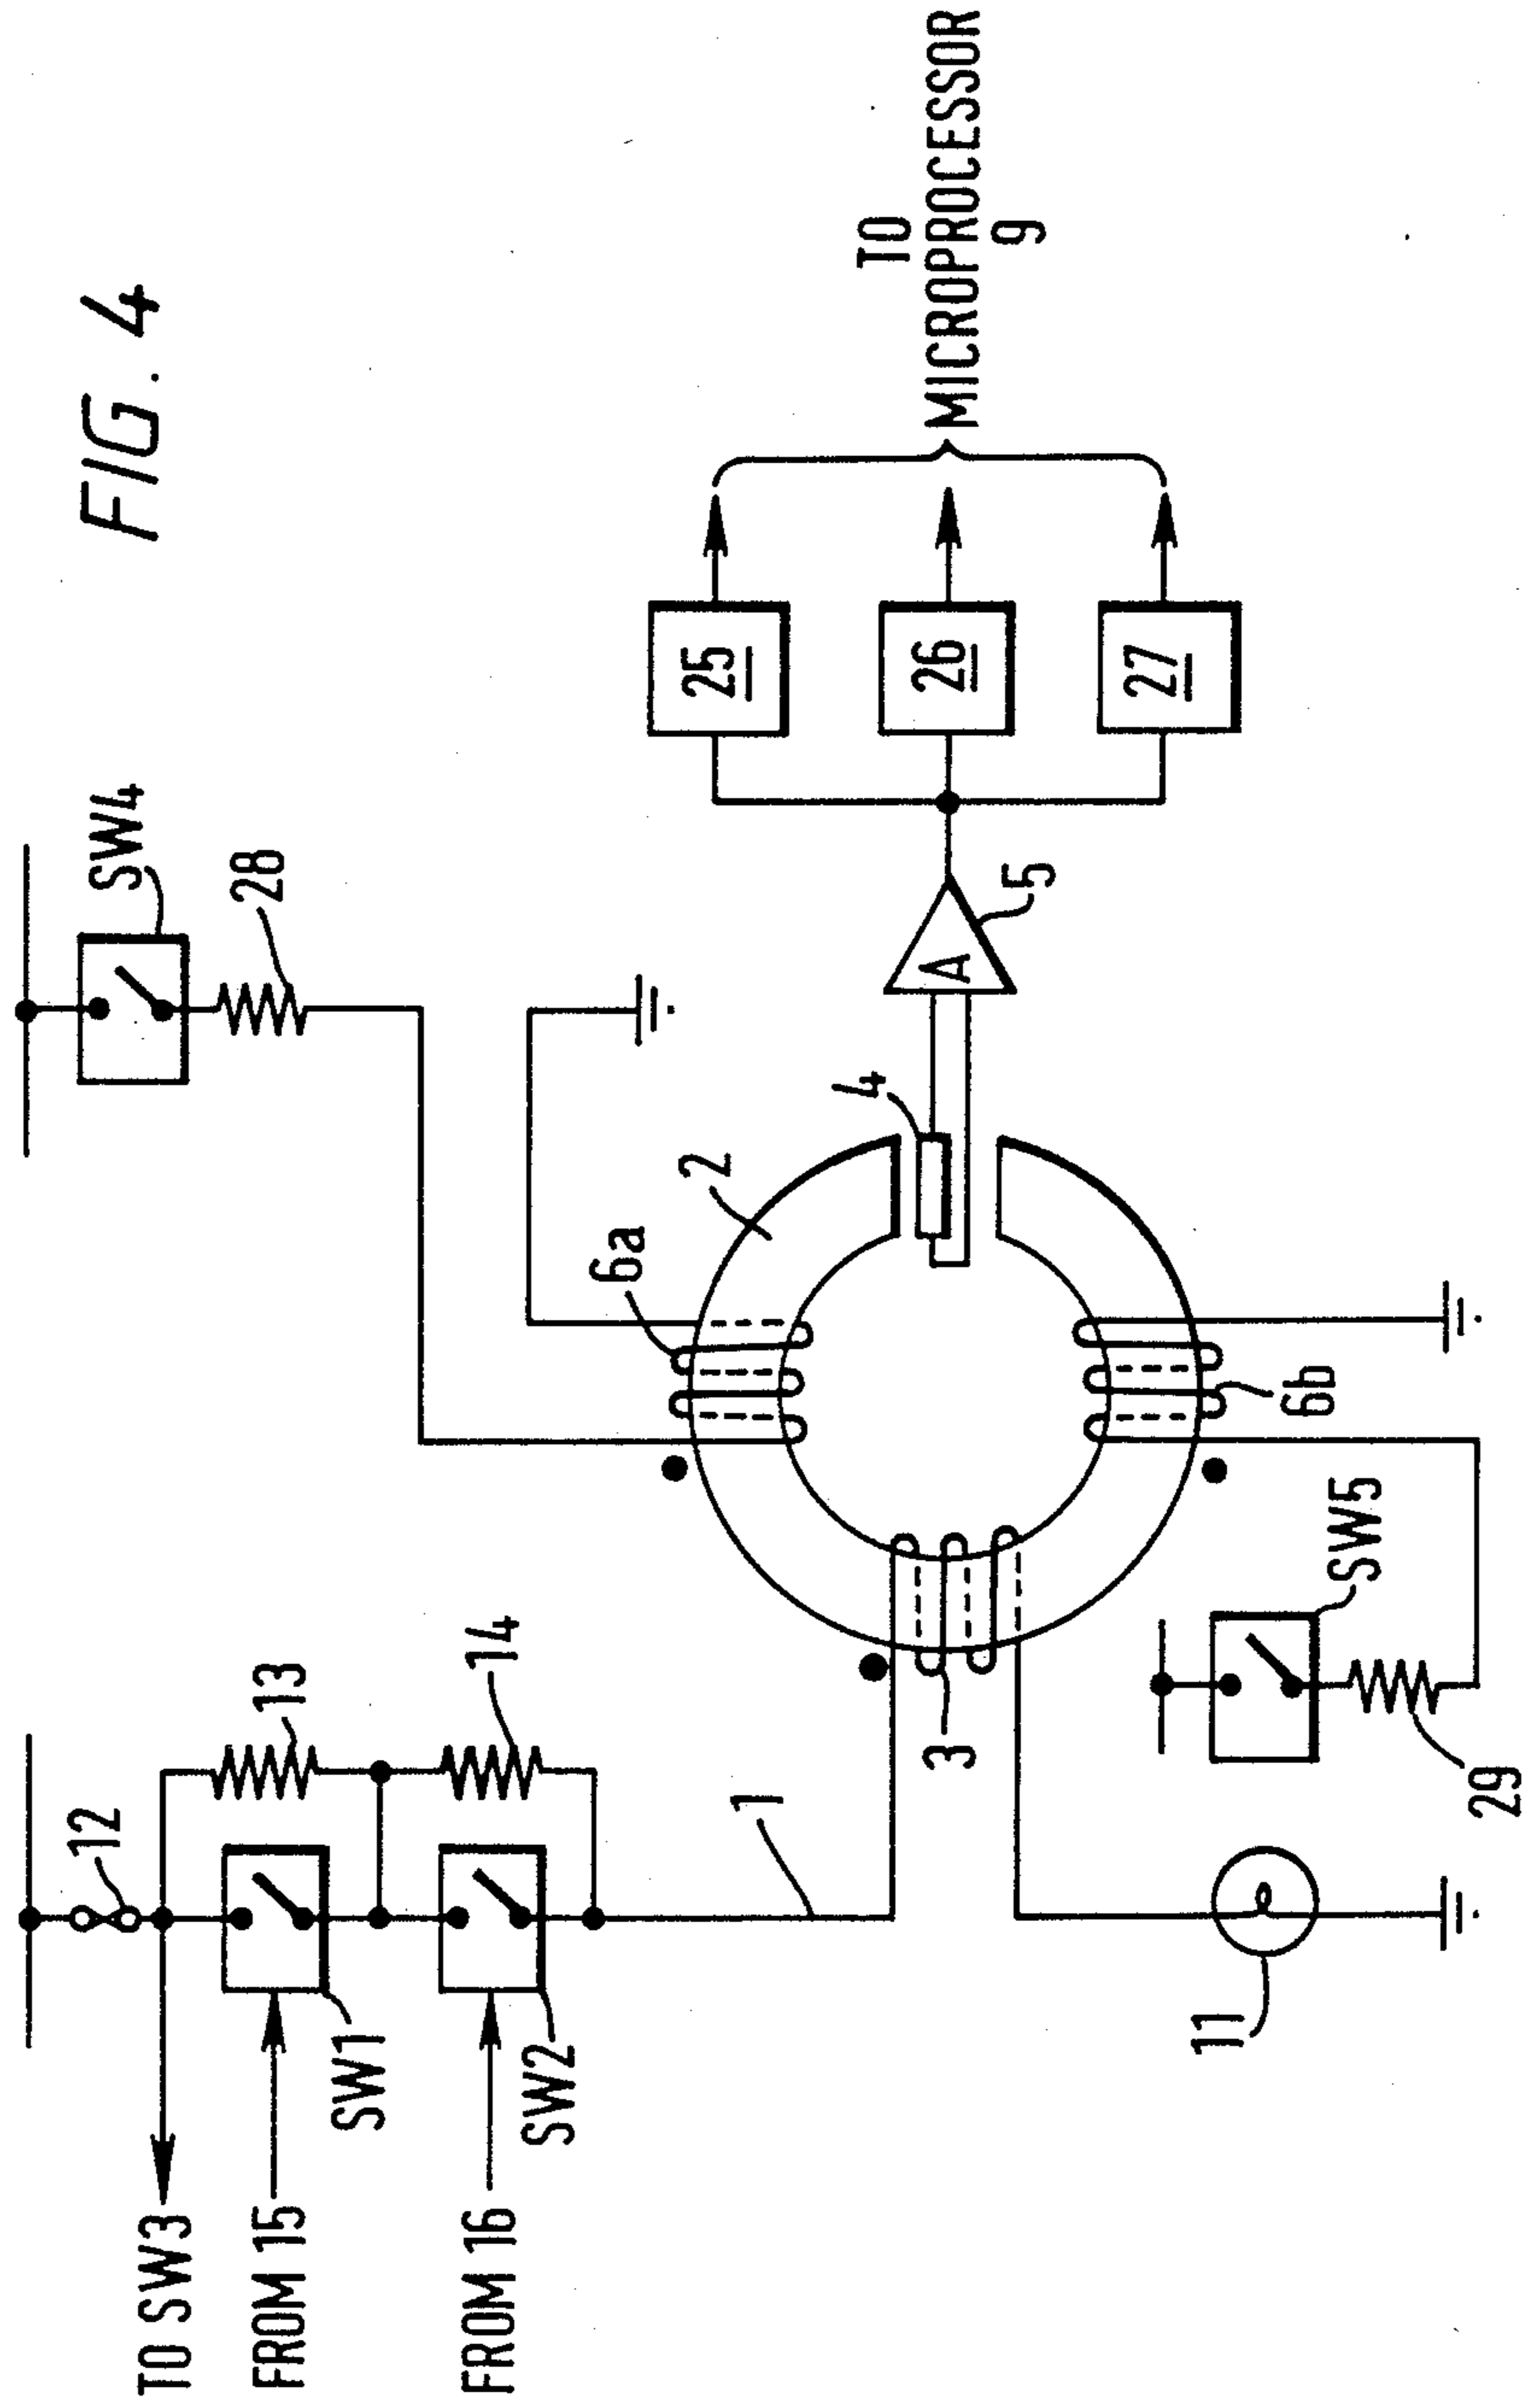 FIG. 4
TO SW3
FROM 15
FROM 16
12
SW1
SW2
13
14
1
3
11
SW4
28
2
6a
6b
4
A
5
SW5
29
25
26
27
TO
MICROPROCESSOR
9